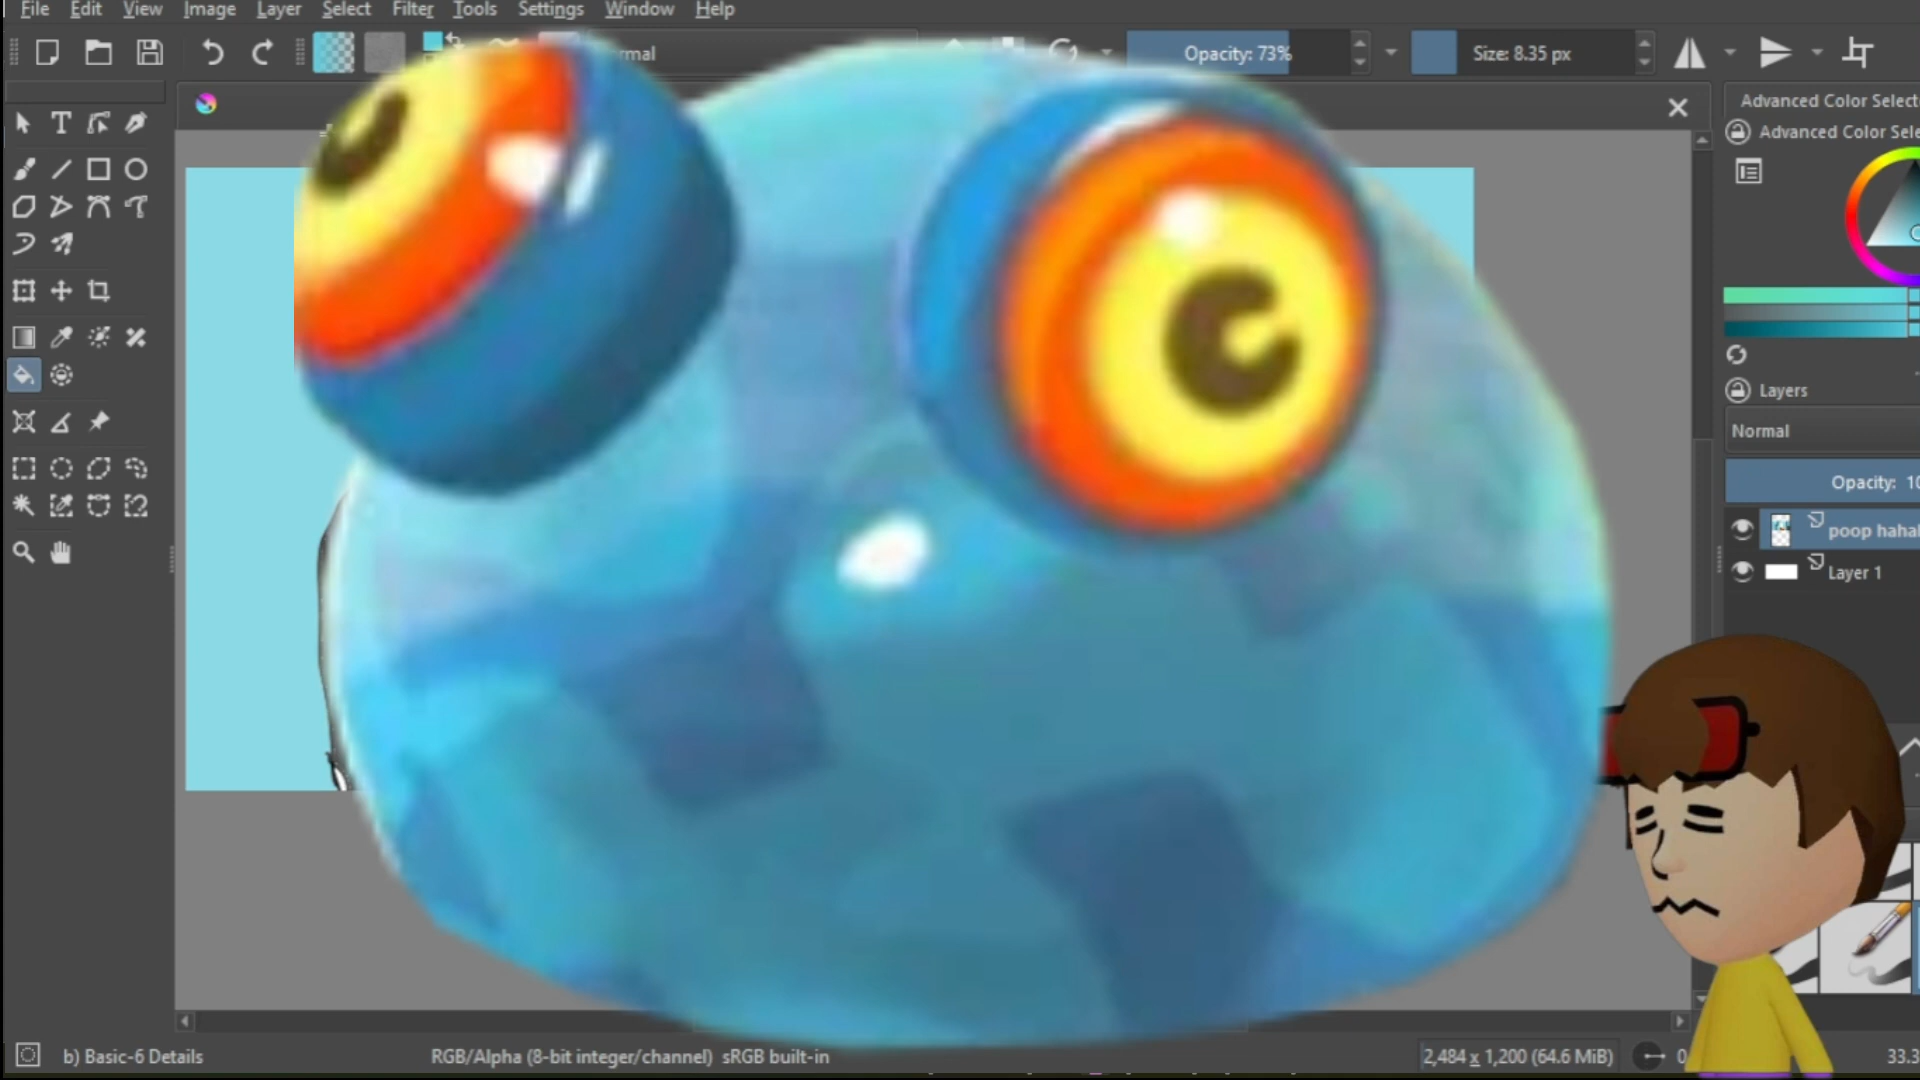 File Edit View Image Layer Select Filter Tools Settings Window Help
Opacity: 73%
Size: 8.35 px
Advanced Color Select
Advanced Color Sele
Layers
Normal
Opacity: 10
poop haha
Layer 1
b) Basic-6 Details
RGB/Alpha (8-bit integer/channel) sRGB built-in
2,484 x 1,200 (64.6 MiB)
33.3